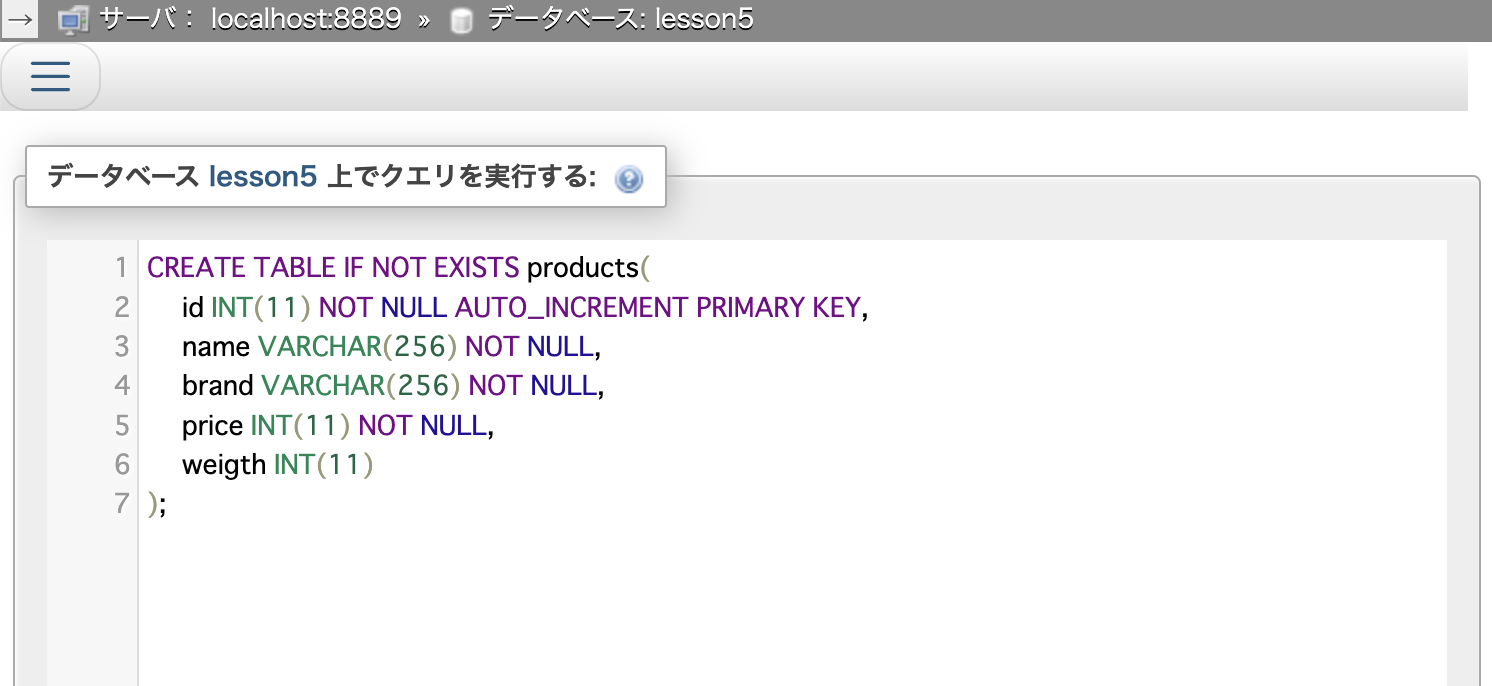 → サーバ： localhost:8889 » データベース: lesson5
データベース lesson5 上でクエリを実行する:
1 CREATE TABLE IF NOT EXISTS products(
2 id INT(11) NOT NULL AUTO_INCREMENT PRIMARY KEY,
3 name VARCHAR(256) NOT NULL,
4 brand VARCHAR(256) NOT NULL,
5 price INT(11) NOT NULL,
6 weigth INT(11)
7 );